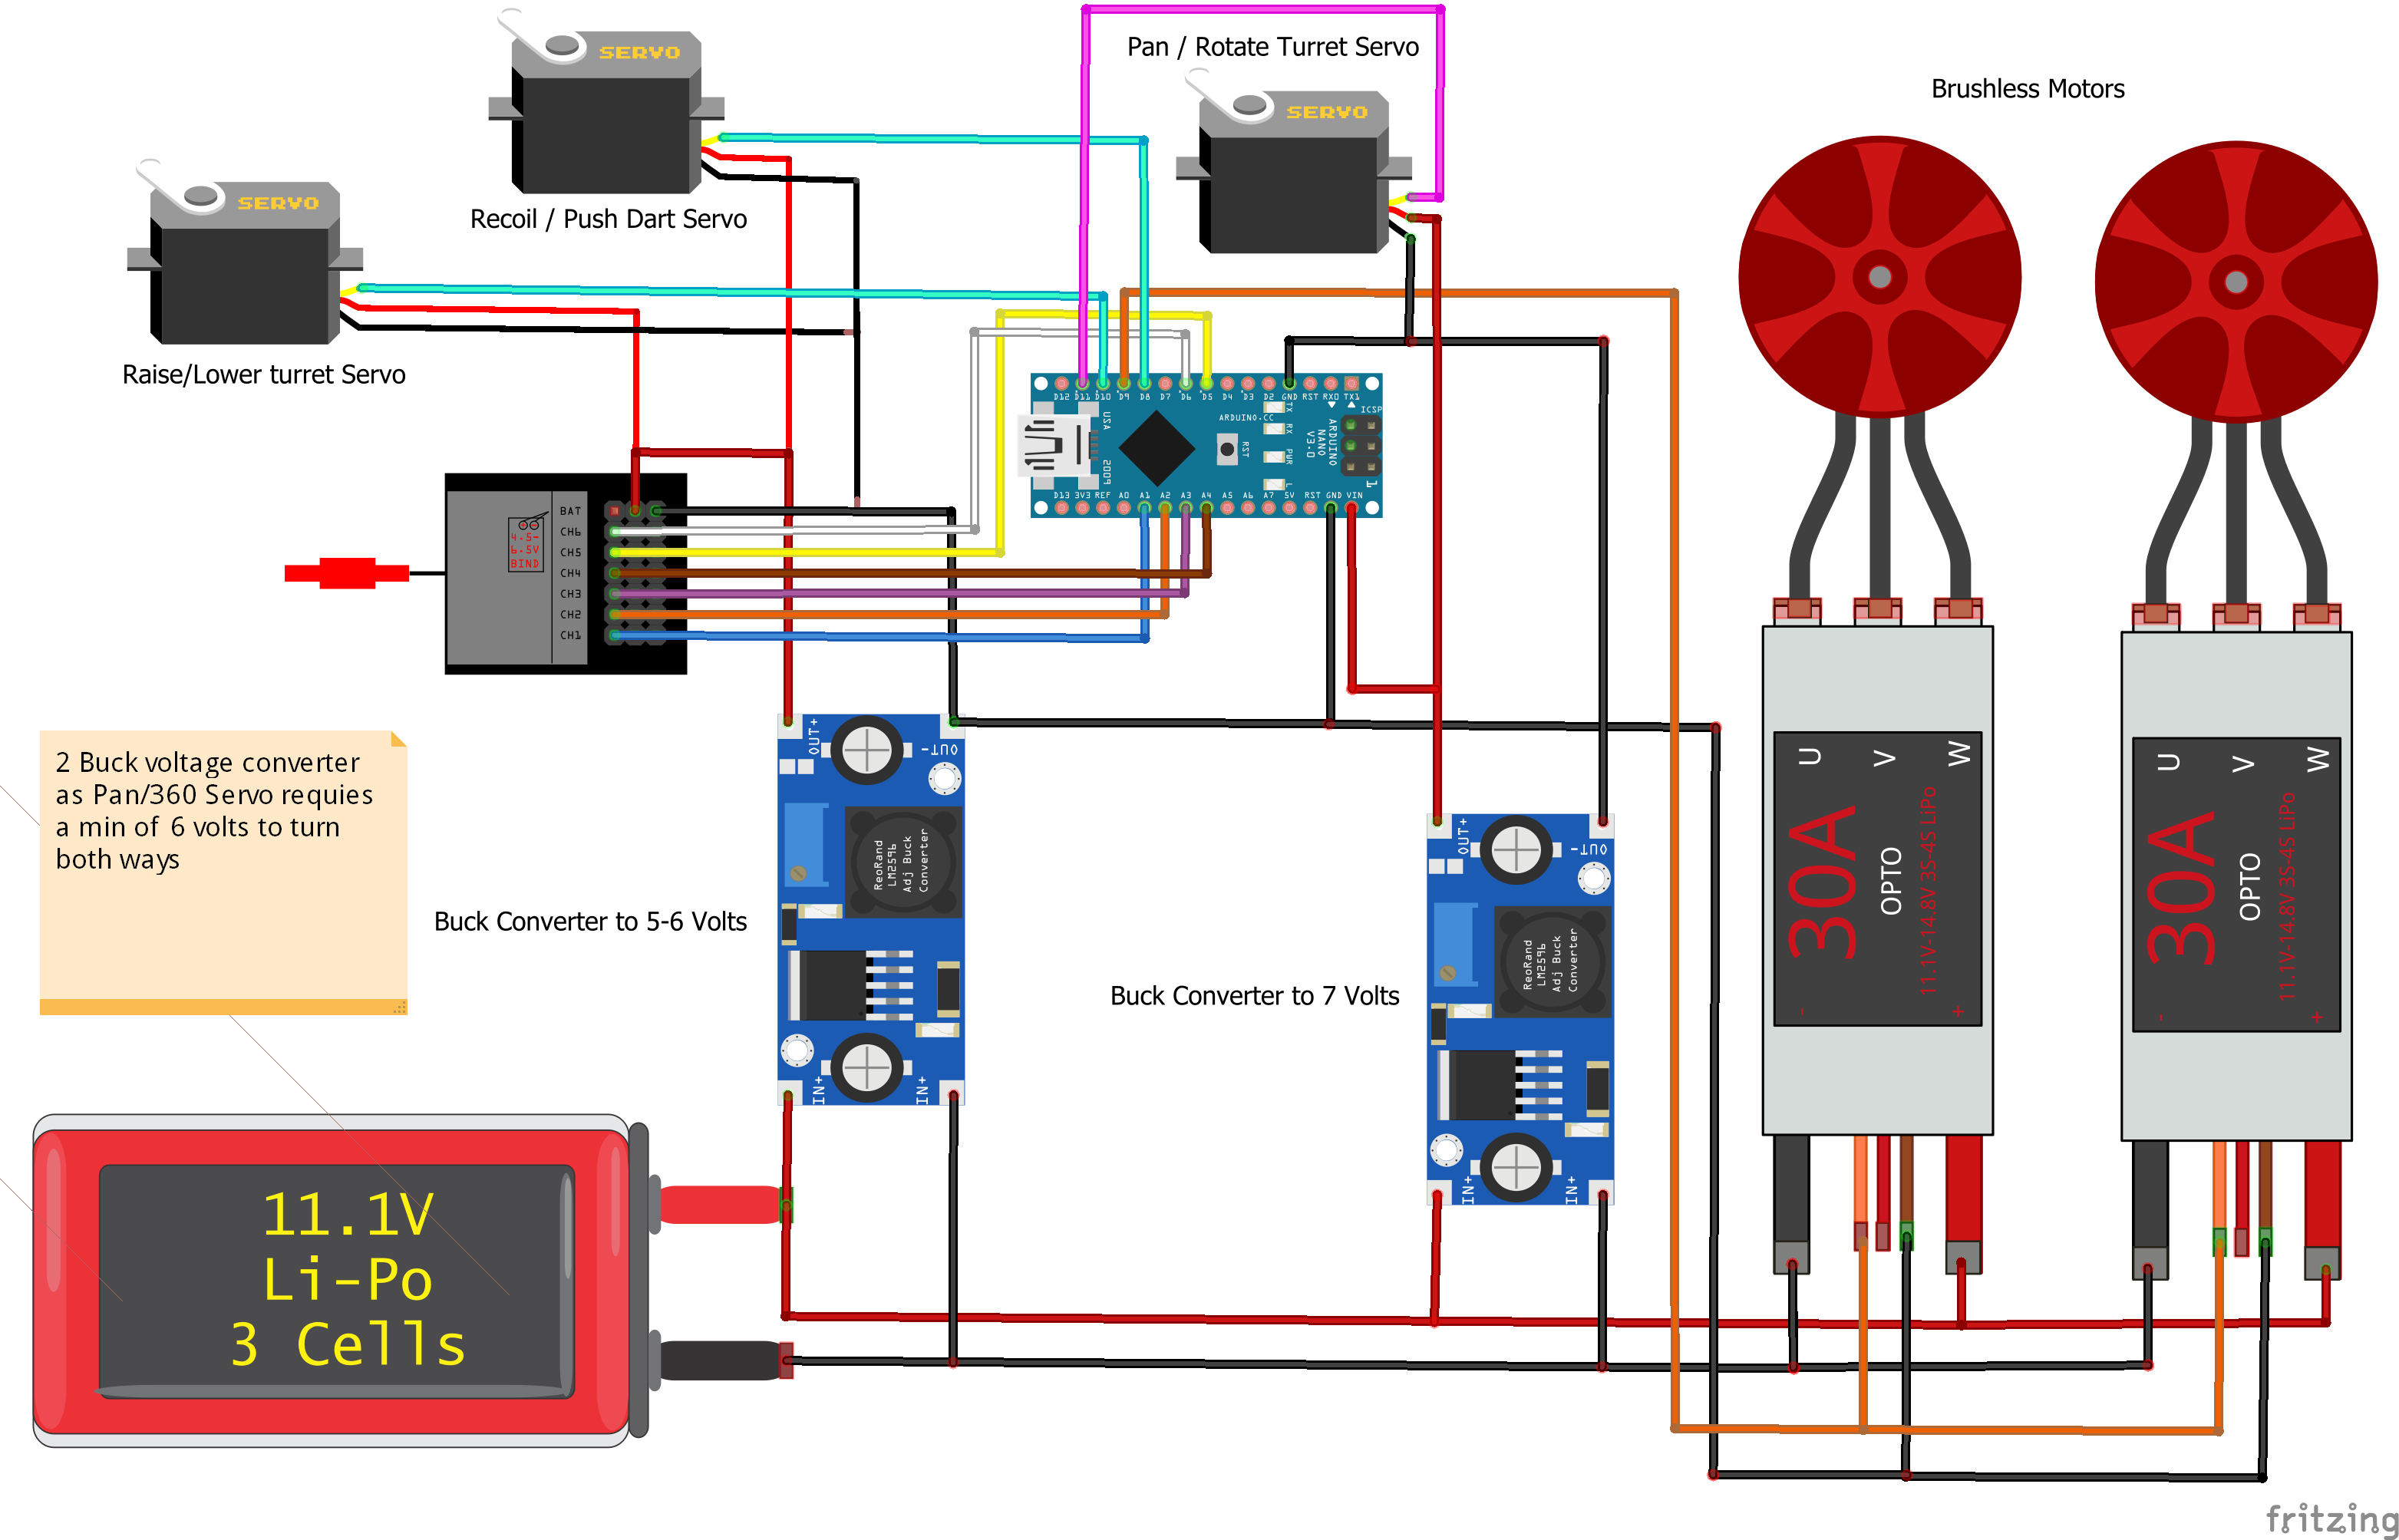 Pan / Rotate Turret Servo
Brushless Motors
SERVO
SERVO
SERVO
Recoil / Push Dart Servo
Raise/Lower turret Servo
D12 D11 D10 D9 D8 D7 D6 D5 D4 D3 D2 GND RST RX0 TX1
USA
TX
ICSP
ARDUINO.CC
RX
ARDUINO
NANO
V3.0
RST
PWR
2009
L
1
D13 3V3 REF A0 A1 A2 A3 A4 A5 A6 A7 5V RST GND VIN
BAT
CH6
CH5
CH4
CH3
CH2
CH1
4.5-
6.5V
BIND
2 Buck voltage converter
as Pan/360 Servo requies
a min of 6 volts to turn
both ways
OUT+
OUT-
ReoRand
LM2596
Adj Buck
Converter
IN+
IN+
Buck Converter to 5-6 Volts
OUT+
OUT-
ReoRand
LM2596
Adj Buck
Converter
IN+
IN+
Buck Converter to 7 Volts
U
V
W
30A
OPTO
11.1V-14.8V 3S-4S LiPo
-
+
U
V
W
30A
OPTO
11.1V-14.8V 3S-4S LiPo
-
+
11.1V
Li-Po
3 Cells
fritzing